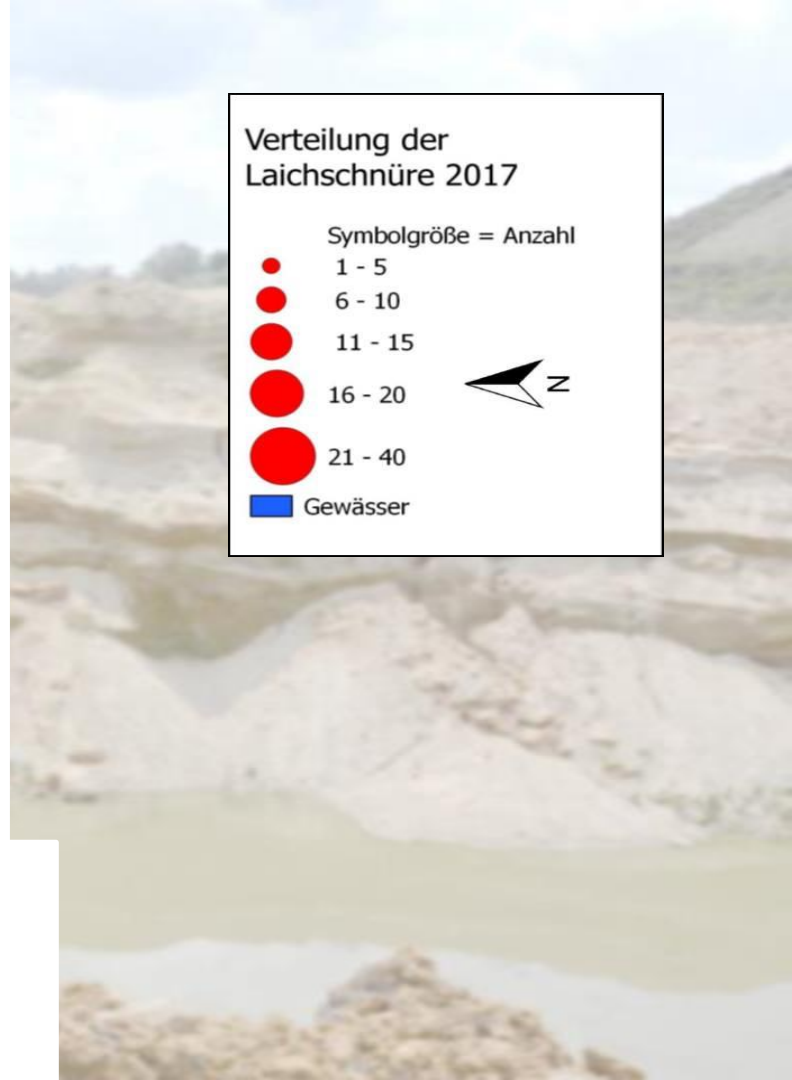 Verteilung der
Laichschnüre 2017
Symbolgröße = Anzahl
1 - 5
6 - 10
11 - 15
16 - 20
21 - 40
Gewässer
N